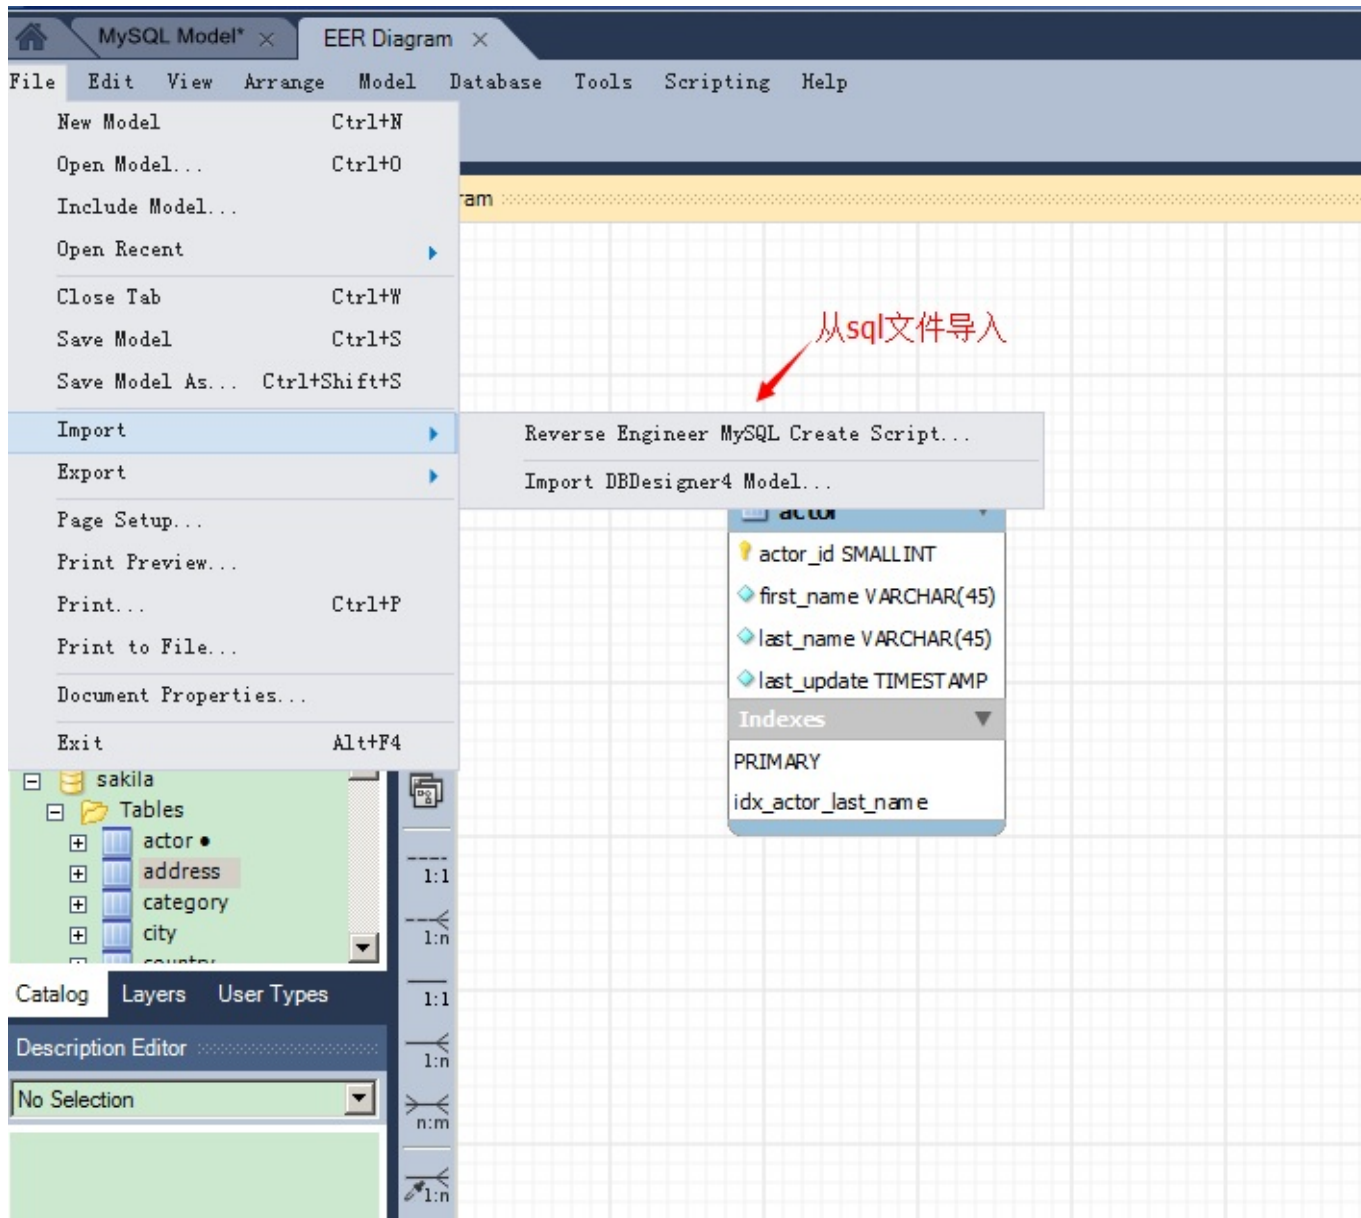 MySQL Model*
EER Diagram
File Edit View Arrange Model Database Tools Scripting Help
New Model Ctrl+N
Open Model... Ctrl+O
Include Model...
Open Recent
Close Tab Ctrl+W
Save Model Ctrl+S
Save Model As... Ctrl+Shift+S
Import
Export
Page Setup...
Print Preview...
Print... Ctrl+P
Print to File...
Document Properties...
Exit Alt+F4
ram
从sql文件导入
Reverse Engineer MySQL Create Script...
Import DBDesigner4 Model...
actor
actor_id SMALLINT
first_name VARCHAR(45)
last_name VARCHAR(45)
last_update TIMESTAMP
Indexes
PRIMARY
idx_actor_last_name
sakila
Tables
actor ●
address
category
city
country
Catalog Layers User Types
Description Editor
No Selection
1:1
1:n
1:1
1:n
n:m
1:n